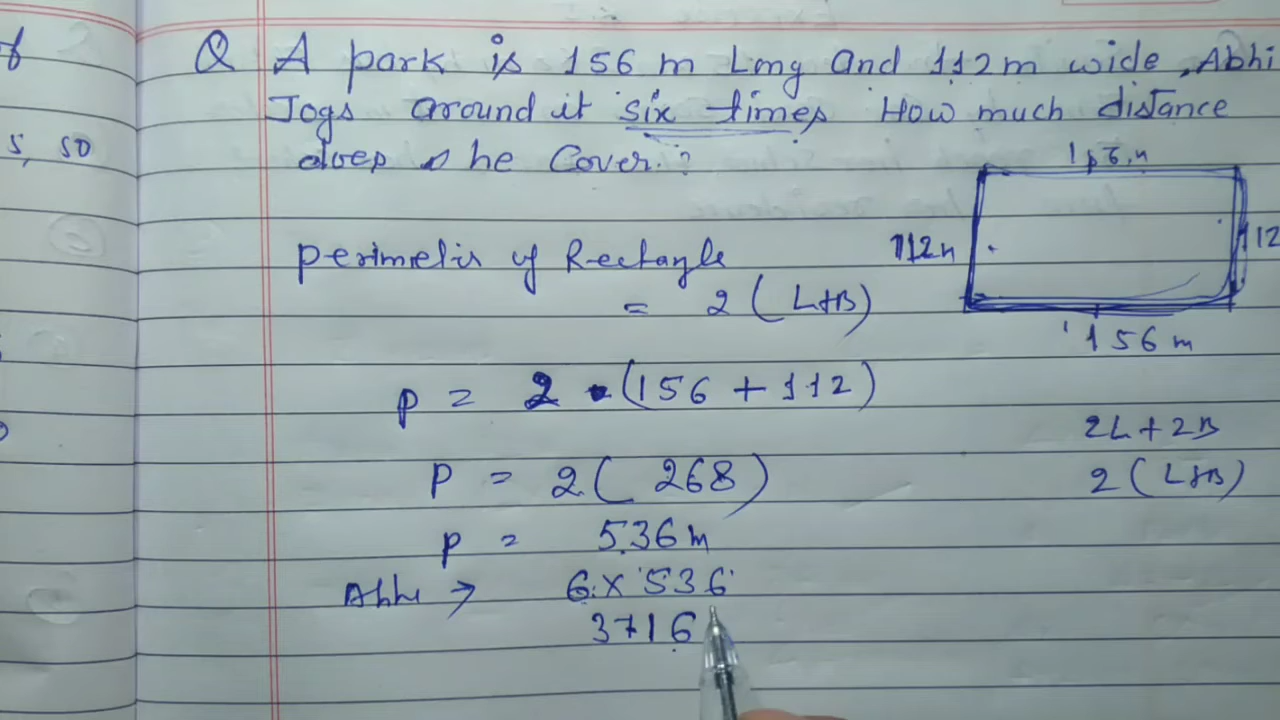 Q A park is 156 m Long and 112m wide, Abhi
Jogs around it six times How much distance
does he Cover.?
156 m
112m
112
156 m
perimeter of Rectangle
= 2 (L+B)
P = 2 (156 + 112)
2L + 2B
P = 2 ( 268 )
2 ( L+B )
P = 536m
Abhi → 6 x 536
3716
5, 50